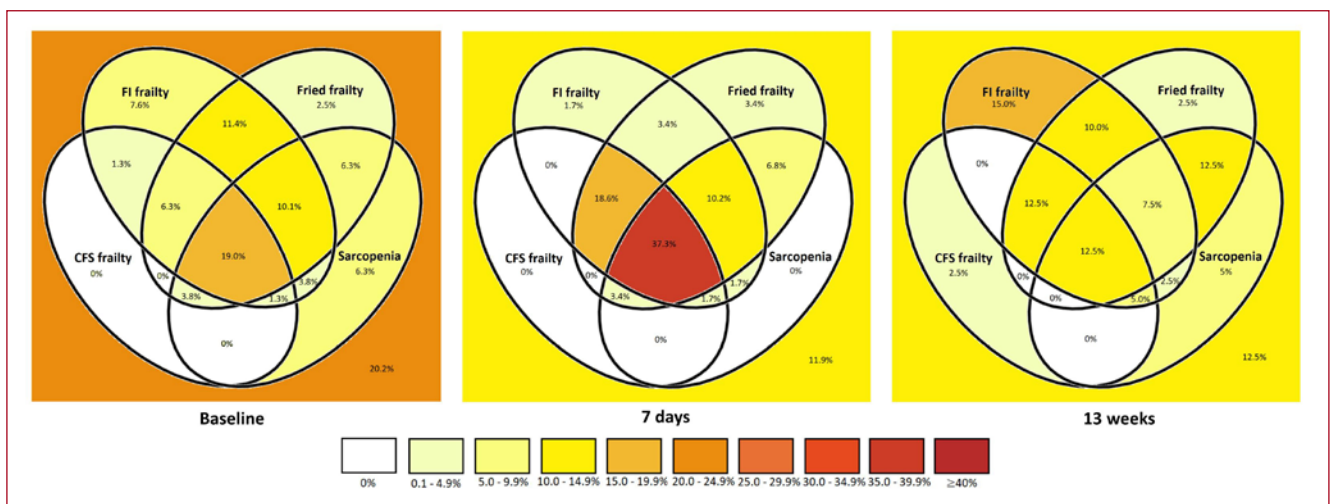 FI frailty
7.6%
Fried frailty
2.5%
11.4%
1.3%
6.3%
6.3%
10.1%
CFS frailty
0%
19.0%
Sarcopenia
6.3%
0%
3.8%
3.8%
1.3%
0%
20.2%
Baseline
FI frailty
1.7%
Fried frailty
3.4%
3.4%
0%
6.8%
18.6%
10.2%
CFS frailty
0%
37.3%
Sarcopenia
0%
0%
1.7%
3.4%
1.7%
0%
11.9%
7 days
FI frailty
15.0%
Fried frailty
2.5%
10.0%
0%
12.5%
12.5%
7.5%
CFS frailty
2.5%
12.5%
Sarcopenia
5%
0%
2.5%
0%
5.0%
0%
12.5%
13 weeks
0%
0.1 - 4.9%
5.0 - 9.9%
10.0 - 14.9%
15.0 - 19.9%
20.0 - 24.9%
25.0 - 29.9%
30.0 - 34.9%
35.0 - 39.9%
≥40%